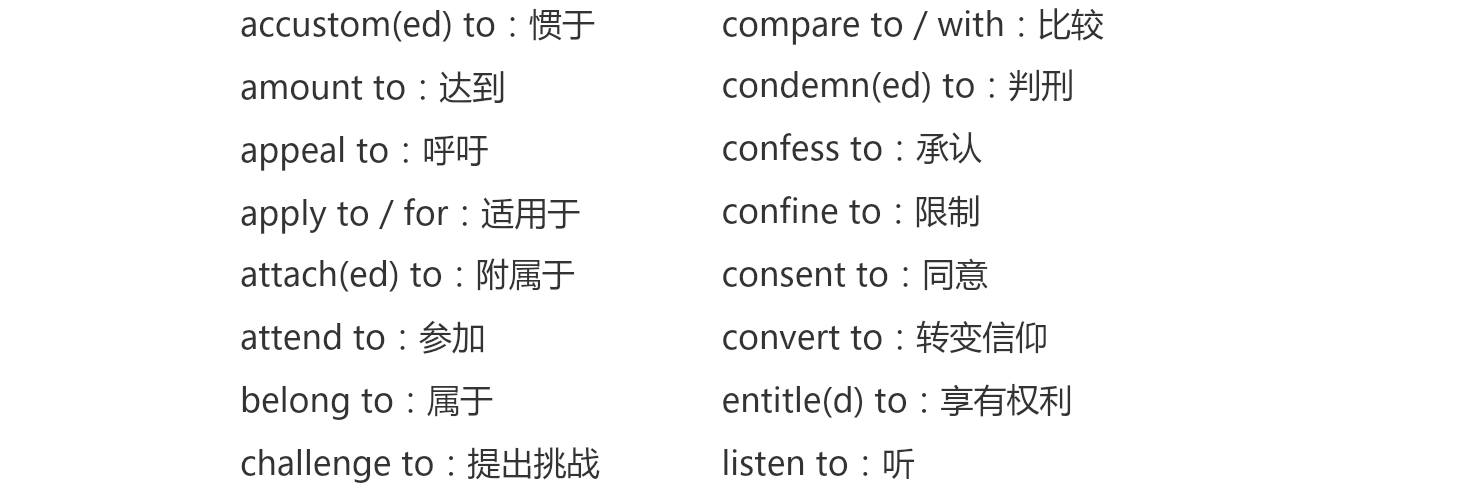 accustom(ed) to：惯于
amount to：达到
appeal to：呼吁
apply to / for：适用于
attach(ed) to：附属于
attend to：参加
belong to：属于
challenge to：提出挑战
compare to / with：比较
condemn(ed) to：判刑
confess to：承认
confine to：限制
consent to：同意
convert to：转变信仰
entitle(d) to：享有权利
listen to：听